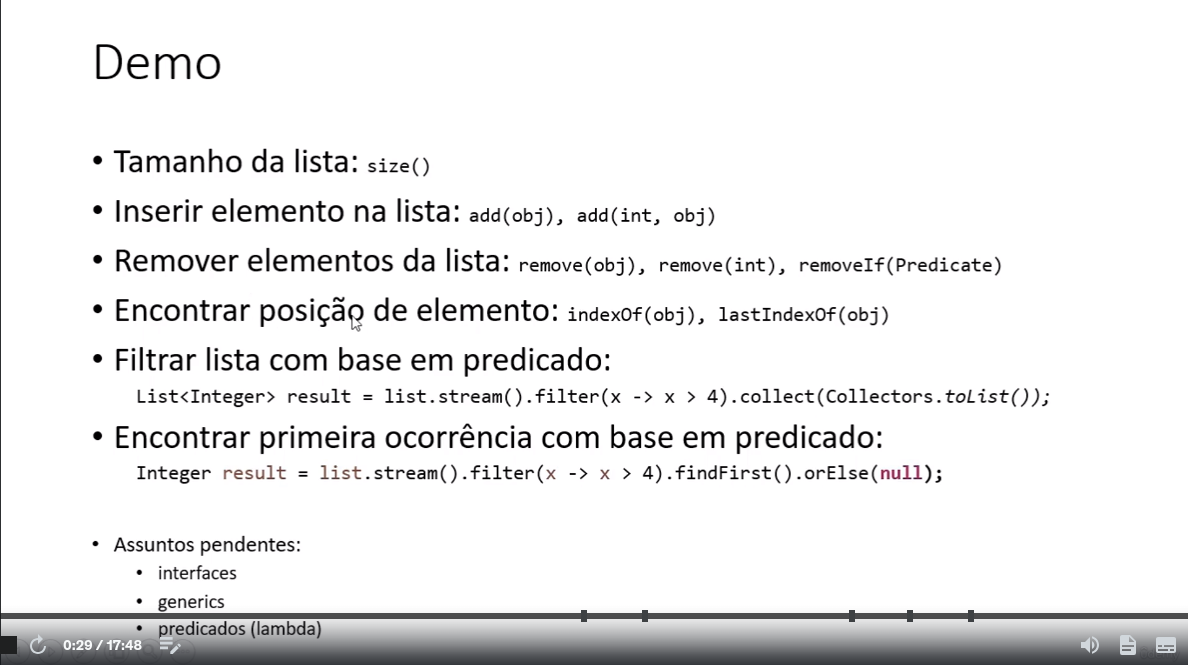 Demo
• Tamanho da lista: size()
• Inserir elemento na lista: add(obj), add(int, obj)
• Remover elementos da lista: remove(obj), remove(int), removeIf(Predicate)
• Encontrar posição de elemento: indexOf(obj), lastIndexOf(obj)
• Filtrar lista com base em predicado:
List<Integer> result = list.stream().filter(x -> x > 4).collect(Collectors.toList());
• Encontrar primeira ocorrência com base em predicado:
Integer result = list.stream().filter(x -> x > 4).findFirst().orElse(null);
• Assuntos pendentes:
• interfaces
• generics
• predicados (lambda)
0:29 / 17:48